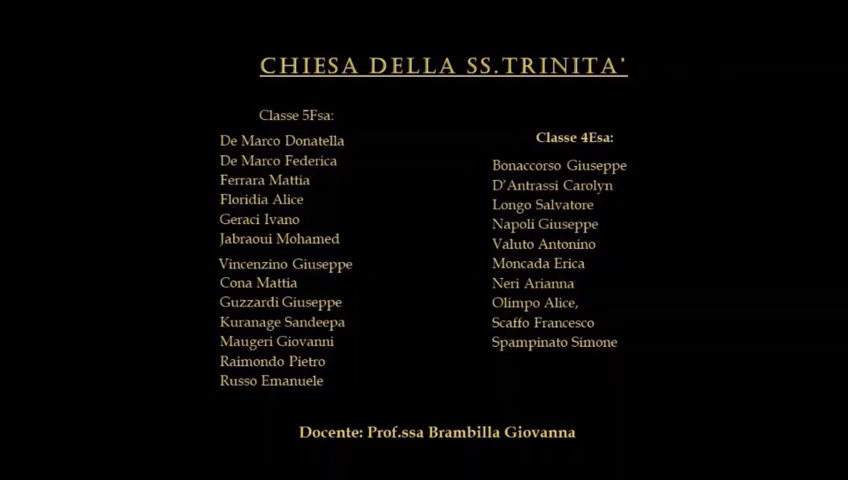 CHIESA DELLA SS.TRINITA'
Classe 5Fsa:
De Marco Donatella
De Marco Federica
Ferrara Mattia
Floridia Alice
Geraci Ivano
Jabraoui Mohamed
Vincenzino Giuseppe
Cona Mattia
Guzzardi Giuseppe
Kuranage Sandeepa
Maugeri Giovanni
Raimondo Pietro
Russo Emanuele
Classe 4Esa:
Bonaccorso Giuseppe
D'Antrassi Carolyn
Longo Salvatore
Napoli Giuseppe
Valuto Antonino
Moncada Erica
Neri Arianna
Olimpo Alice,
Scaffo Francesco
Spampinato Simone
Docente: Prof.ssa Brambilla Giovanna